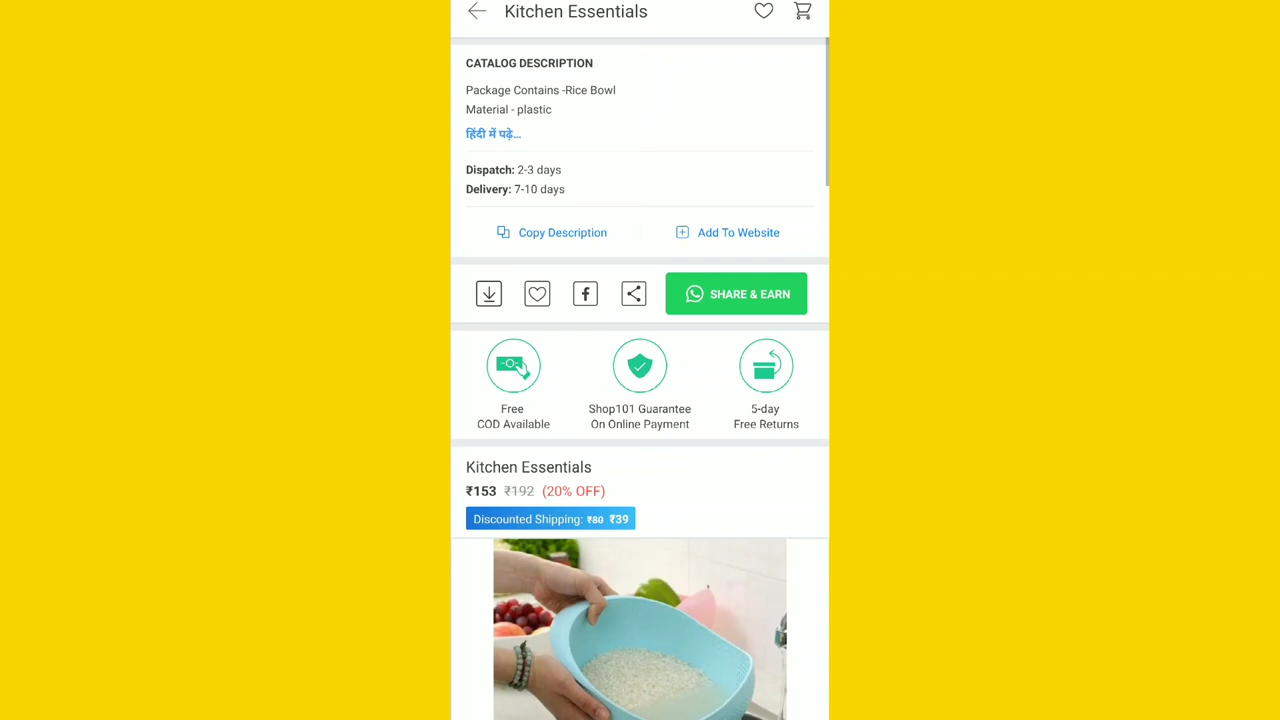 Kitchen Essentials
CATALOG DESCRIPTION
Package Contains -Rice Bowl
Material - plastic
हिंदी में पढ़े...
Dispatch: 2-3 days
Delivery: 7-10 days
Copy Description
Add To Website
SHARE & EARN
Free
COD Available
Shop101 Guarantee
On Online Payment
5-day
Free Returns
Kitchen Essentials
₹153 ₹192 (20% OFF)
Discounted Shipping: ₹80 ₹39